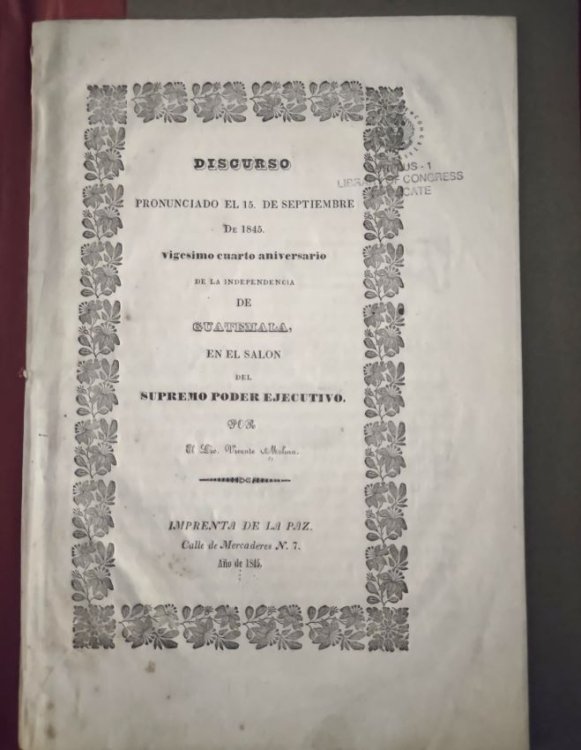 DISCURSO
PRONUNCIADO EL 15. DE SEPTIEMBRE
DE 1845.
Vigesimo cuarto aniversario
DE LA INDEPENDENCIA
DE
GUATEMALA,
EN EL SALON
DEL
SUPREMO PODER EJECUTIVO.
POR
El Lic. Vicente Molina.
IMPRENTA DE LA PAZ.
Calle de Mercaderes N. 7.
Año de 1845.
US - 1
OF CONGRESS